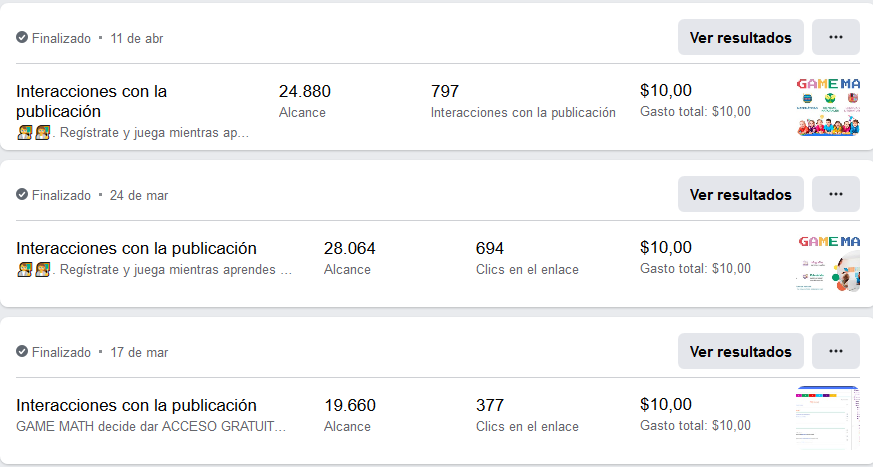 Finalizado • 11 de abr
Ver resultados
...
Interacciones con la
publicación
24.880
797
$10,00
Alcance
Interacciones con la publicación
Gasto total: $10,00
. Regístrate y juega mientras ap...
GAME MA
Finalizado • 24 de mar
Ver resultados
...
Interacciones con la publicación
28.064
694
$10,00
. Regístrate y juega mientras aprendes ...
Alcance
Clics en el enlace
Gasto total: $10,00
GAME MA
Finalizado • 17 de mar
Ver resultados
...
Interacciones con la publicación
19.660
377
$10,00
GAME MATH decide dar ACCESO GRATUIT...
Alcance
Clics en el enlace
Gasto total: $10,00